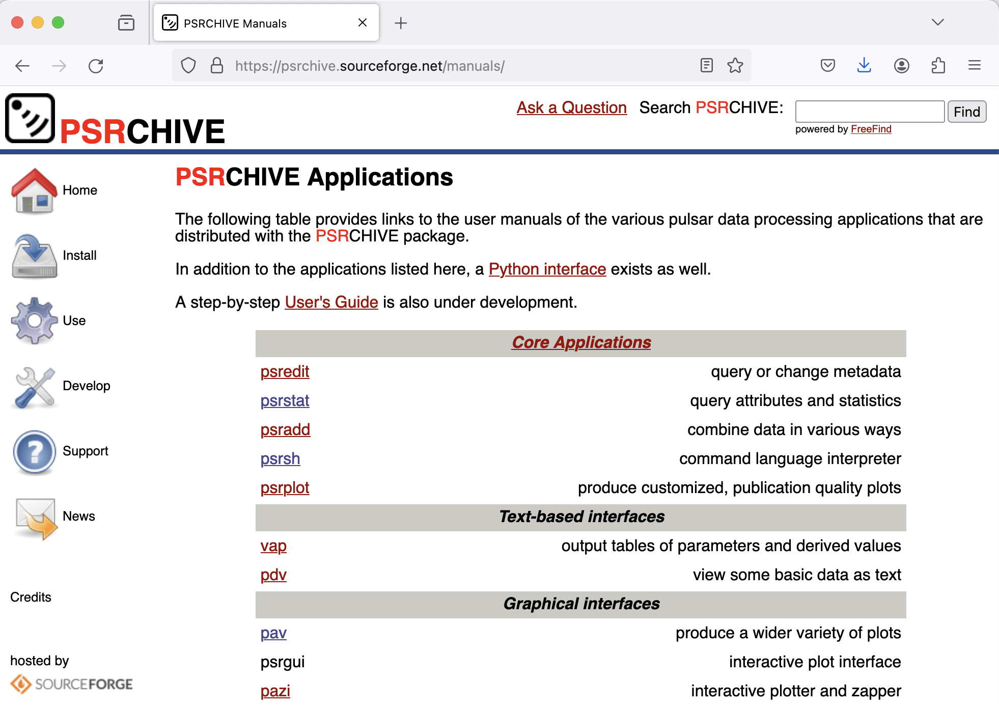 PSRCHIVE Manuals
https://psrchive.sourceforge.net/manuals/
PSRCHIVE
Ask a Question Search PSRCHIVE: Find
powered by FreeFind
Home
Install
Use
Develop
Support
News
Credits
hosted by
SOURCEFORGE
PSRCHIVE Applications
The following table provides links to the user manuals of the various pulsar data processing applications that are
distributed with the PSRCHIVE package.
In addition to the applications listed here, a Python interface exists as well.
A step-by-step User's Guide is also under development.
Core Applications
psredit query or change metadata
psrstat query attributes and statistics
psradd combine data in various ways
psrsh command language interpreter
psrplot produce customized, publication quality plots
Text-based interfaces
vap output tables of parameters and derived values
pdv view some basic data as text
Graphical interfaces
pav produce a wider variety of plots
psrgui interactive plot interface
pazi interactive plotter and zapper